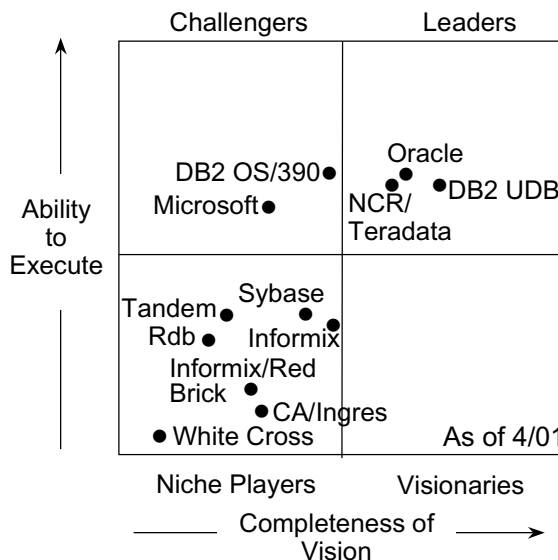 Challengers
Leaders
Oracle
DB2 OS/390
DB2 UDB
Microsoft
NCR/
Teradata
Ability
to
Execute
Sybase
Tandem
Rdb
Informix
Informix/Red
Brick
CA/Ingres
White Cross
As of 4/01
Niche Players
Visionaries
Completeness of
Vision